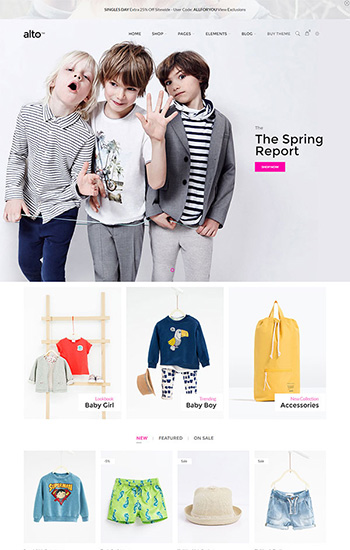 SINGLES DAY Extra 25% Off Sitewide - User Code: ALLFORYOU View Exclusions
alto
HOME SHOP PAGES ELEMENTS BLOG BUY THEME
The
The Spring
Report
SHOP NOW
Lookbook
Baby Girl
Trending
Baby Boy
New Collection
Accessories
NEW FEATURED ON SALE
Sale
Sale